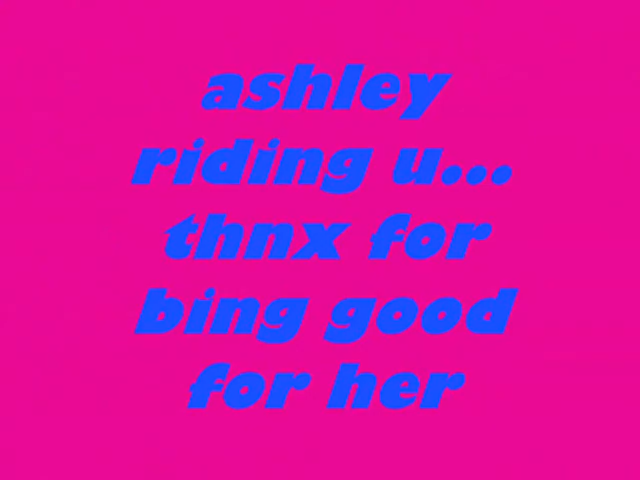 ashley
riding u...
thnx for
bing good
for her